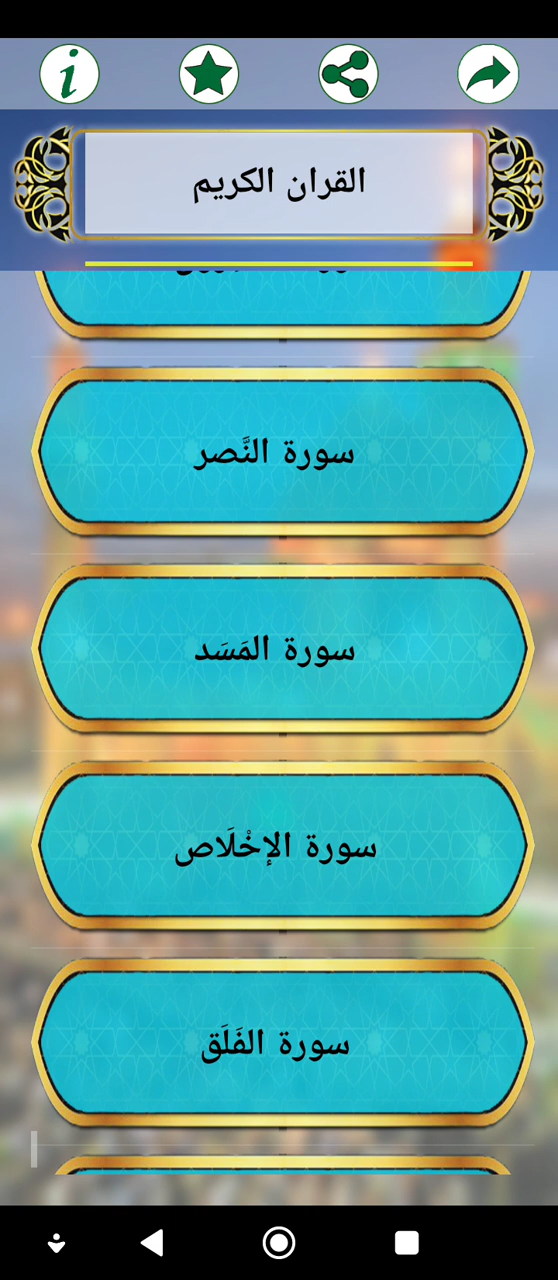 القران الكريم
سورة النَّصر
سورة المَسَد
سورة الإخْلَاص
سورة الفَلَق